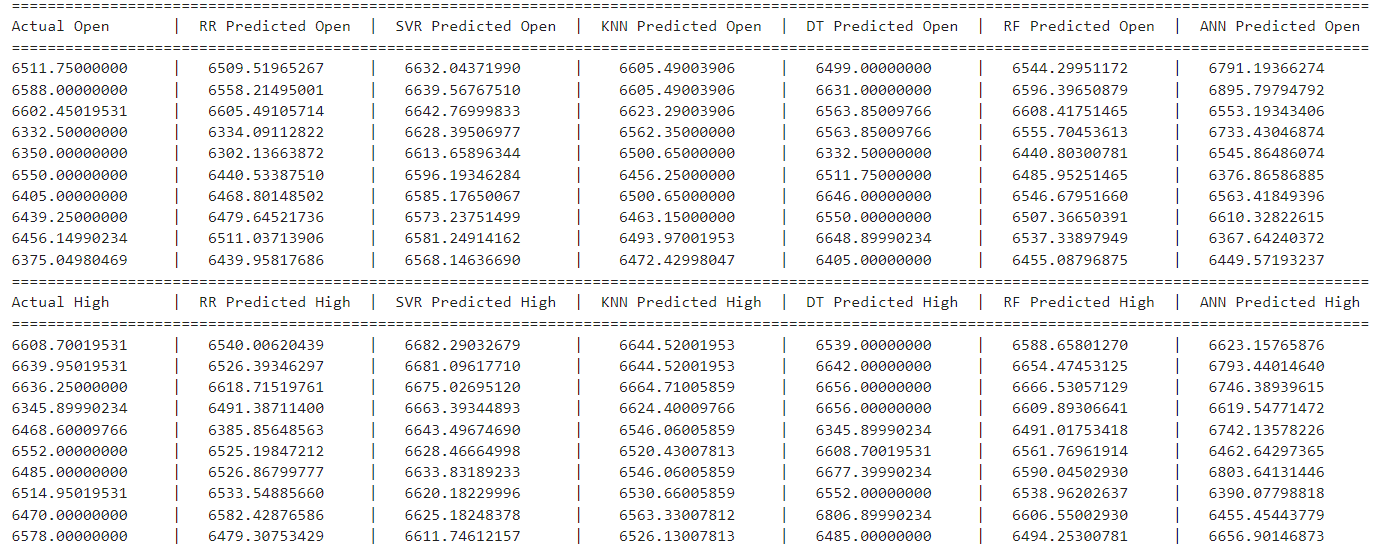 ==========================================================================================================================================================
Actual Open | RR Predicted Open | SVR Predicted Open | KNN Predicted Open | DT Predicted Open | RF Predicted Open | ANN Predicted Open
==========================================================================================================================================================
6511.75000000 | 6509.51965267 | 6632.04371990 | 6605.49003906 | 6499.00000000 | 6544.29951172 | 6791.19366274
6588.00000000 | 6558.21495001 | 6639.56767510 | 6605.49003906 | 6631.00000000 | 6596.39650879 | 6895.79794792
6602.45019531 | 6605.49105714 | 6642.76999833 | 6623.29003906 | 6563.85009766 | 6608.41751465 | 6553.19343406
6332.50000000 | 6334.09112822 | 6628.39506977 | 6562.35000000 | 6563.85009766 | 6555.70453613 | 6733.43046874
6350.00000000 | 6302.13663872 | 6613.65896344 | 6500.65000000 | 6332.50000000 | 6440.80300781 | 6545.86486074
6550.00000000 | 6440.53387510 | 6596.19346284 | 6456.25000000 | 6511.75000000 | 6485.95251465 | 6376.86586885
6405.00000000 | 6468.80148502 | 6585.17650067 | 6500.65000000 | 6646.00000000 | 6546.67951660 | 6563.41849396
6439.25000000 | 6479.64521736 | 6573.23751499 | 6463.15000000 | 6550.00000000 | 6507.36650391 | 6610.32822615
6456.14990234 | 6511.03713906 | 6581.24914162 | 6493.97001953 | 6648.89990234 | 6537.33897949 | 6367.64240372
6375.04980469 | 6439.95817686 | 6568.14636690 | 6472.42998047 | 6405.00000000 | 6455.08796875 | 6449.57193237
==========================================================================================================================================================
Actual High | RR Predicted High | SVR Predicted High | KNN Predicted High | DT Predicted High | RF Predicted High | ANN Predicted High
==========================================================================================================================================================
6608.70019531 | 6540.00620439 | 6682.29032679 | 6644.52001953 | 6539.00000000 | 6588.65801270 | 6623.15765876
6639.95019531 | 6526.39346297 | 6681.09617710 | 6644.52001953 | 6642.00000000 | 6654.47453125 | 6793.44014640
6636.25000000 | 6618.71519761 | 6675.02695120 | 6664.71005859 | 6656.00000000 | 6666.53057129 | 6746.38939615
6345.89990234 | 6491.38711400 | 6663.39344893 | 6624.40009766 | 6656.00000000 | 6609.89306641 | 6619.54771472
6468.60009766 | 6385.85648563 | 6643.49674690 | 6546.06005859 | 6345.89990234 | 6491.01753418 | 6742.13578226
6552.00000000 | 6525.19847212 | 6628.46664998 | 6520.43007813 | 6608.70019531 | 6561.76961914 | 6462.64297365
6485.00000000 | 6526.86799777 | 6633.83189233 | 6546.06005859 | 6677.39990234 | 6590.04502930 | 6803.64131446
6514.95019531 | 6533.54885660 | 6620.18229996 | 6530.66005859 | 6552.00000000 | 6538.96202637 | 6390.07798818
6470.00000000 | 6582.42876586 | 6625.18248378 | 6563.33007812 | 6806.89990234 | 6606.55002930 | 6455.45443779
6578.00000000 | 6479.30753429 | 6611.74612157 | 6526.13007813 | 6485.00000000 | 6494.25300781 | 6656.90146873